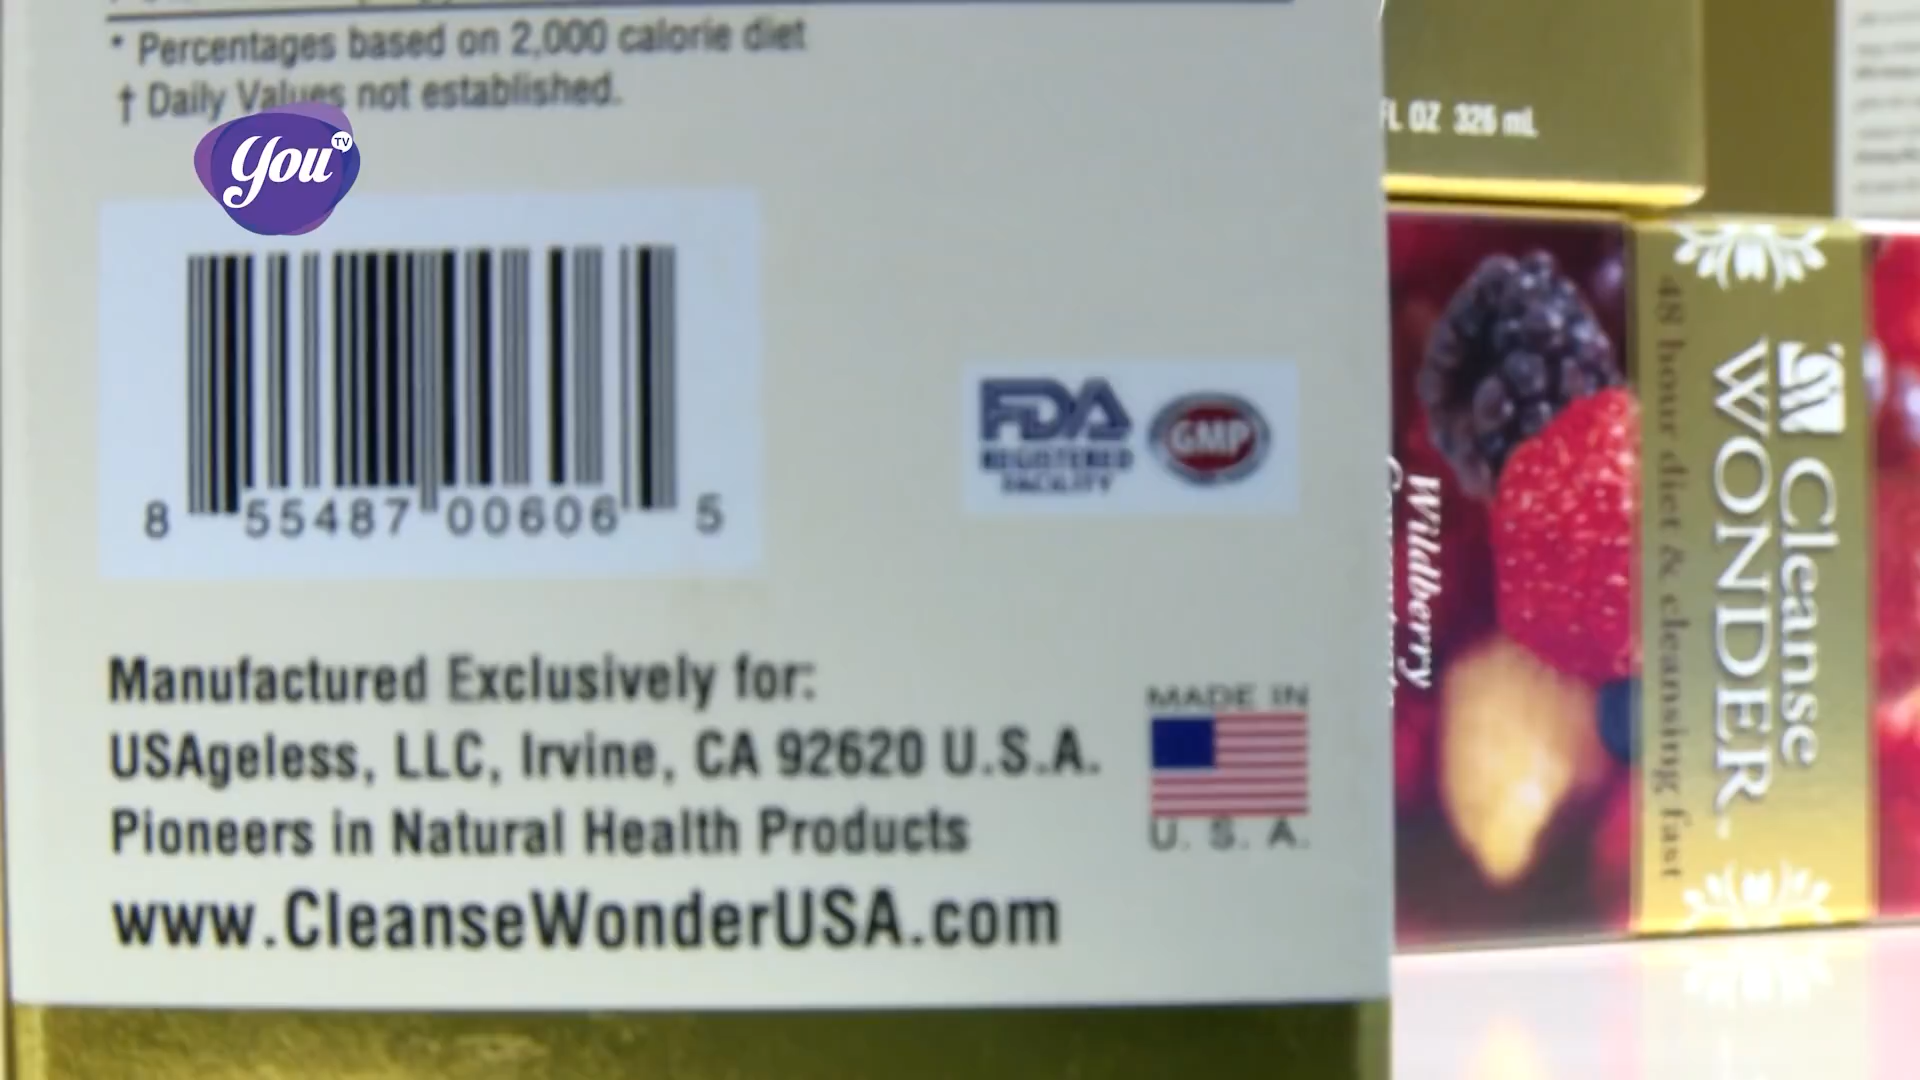 * Percentages based on 2,000 calorie diet
† Daily Values not established.
you TV
8 55487 00606 5
FDA
REGISTERED
FACILITY
GMP
Manufactured Exclusively for:
USAgeless, LLC, Irvine, CA 92620 U.S.A.
Pioneers in Natural Health Products
www.CleanseWonderUSA.com
MADE IN
U. S. A.
FL OZ 326 mL
Wildberry
48 hour diet & cleansing fast
Cleanse
WONDER